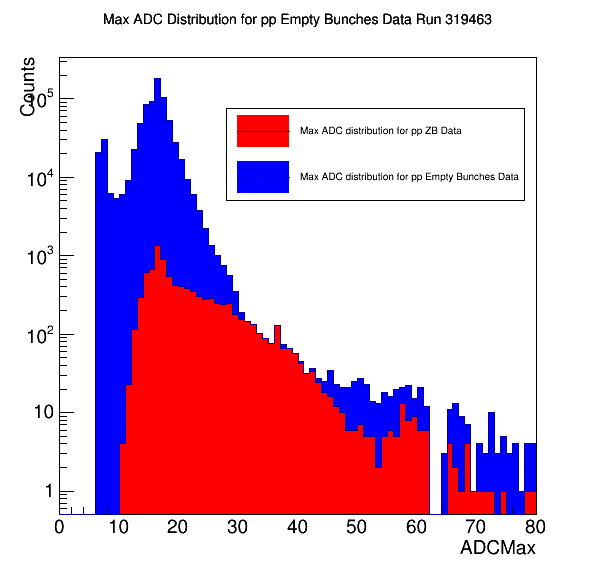 Max ADC Distribution for pp Empty Bunches Data Run 319463
Counts
10^5
10^4
10^3
10^2
10
1
Max ADC distribution for pp ZB Data
Max ADC distribution for pp Empty Bunches Data
0 10 20 30 40 50 60 70 80
ADCMax